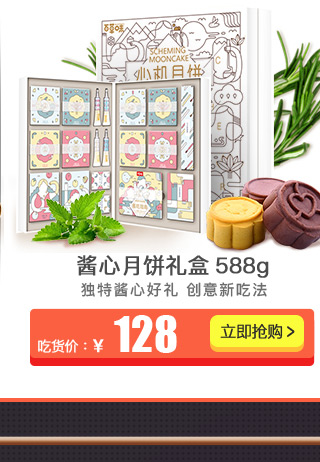 百草味
SCHEMING
MOONCAKE
心机月饼
酱心月饼礼盒 588g
独特酱心好礼 创意新吃法
吃货价：¥ 128
立即抢购 >